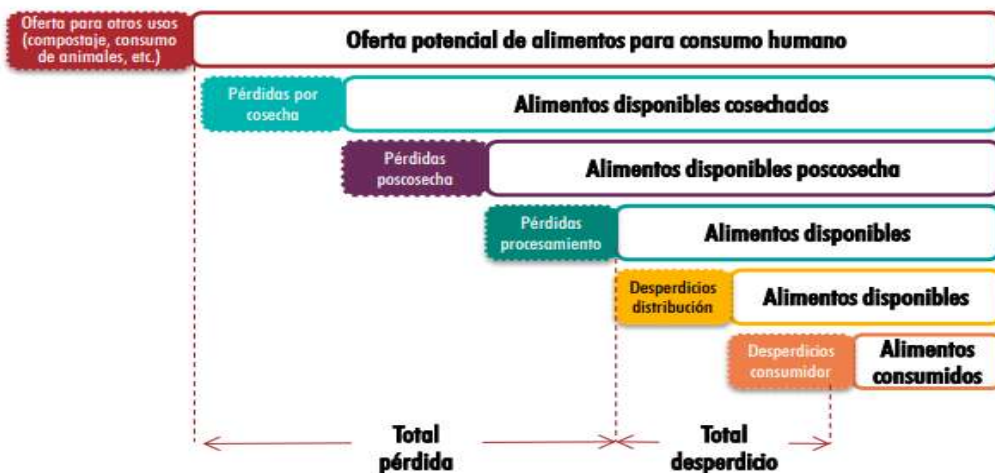 Oferta para otros usos
(compostaje, consumo
de animales, etc.)
Oferta potencial de alimentos para consumo humano
Pérdidas por
cosecha
Alimentos disponibles cosechados
Pérdidas
poscosecha
Alimentos disponibles poscosecha
Pérdidas
procesamiento
Alimentos disponibles
Desperdicios
distribución
Alimentos disponibles
Desperdicios
consumidor
Alimentos
consumidos
Total
pérdida
Total
desperdicio